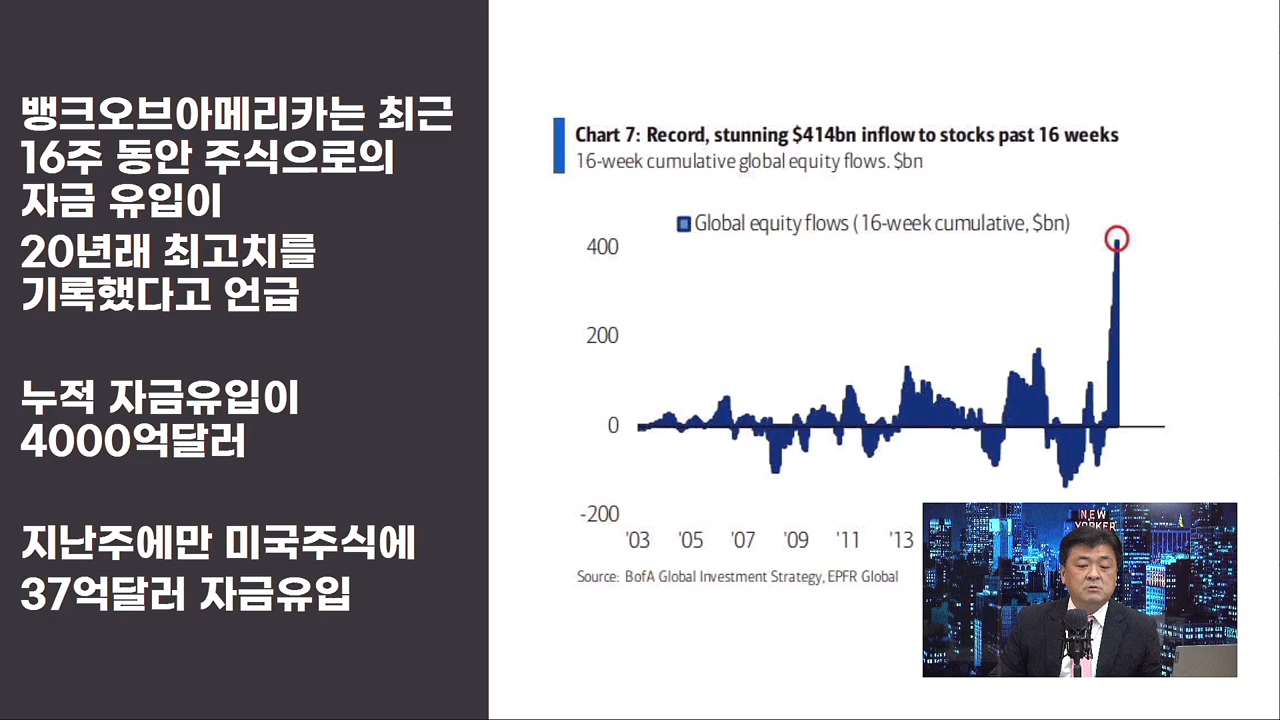 뱅크오브아메리카는 최근
16주 동안 주식으로의
자금 유입이
20년래 최고치를
기록했다고 언급
누적 자금유입이
4000억달러
지난주에만 미국주식에
37억달러 자금유입
Chart 7: Record, stunning $414bn inflow to stocks past 16 weeks
16-week cumulative global equity flows. $bn
Global equity flows (16-week cumulative, $bn)
400
200
0
-200
'03 '05 '07 '09 '11 '13
Source: BofA Global Investment Strategy, EPFR Global
NEW
YORKER